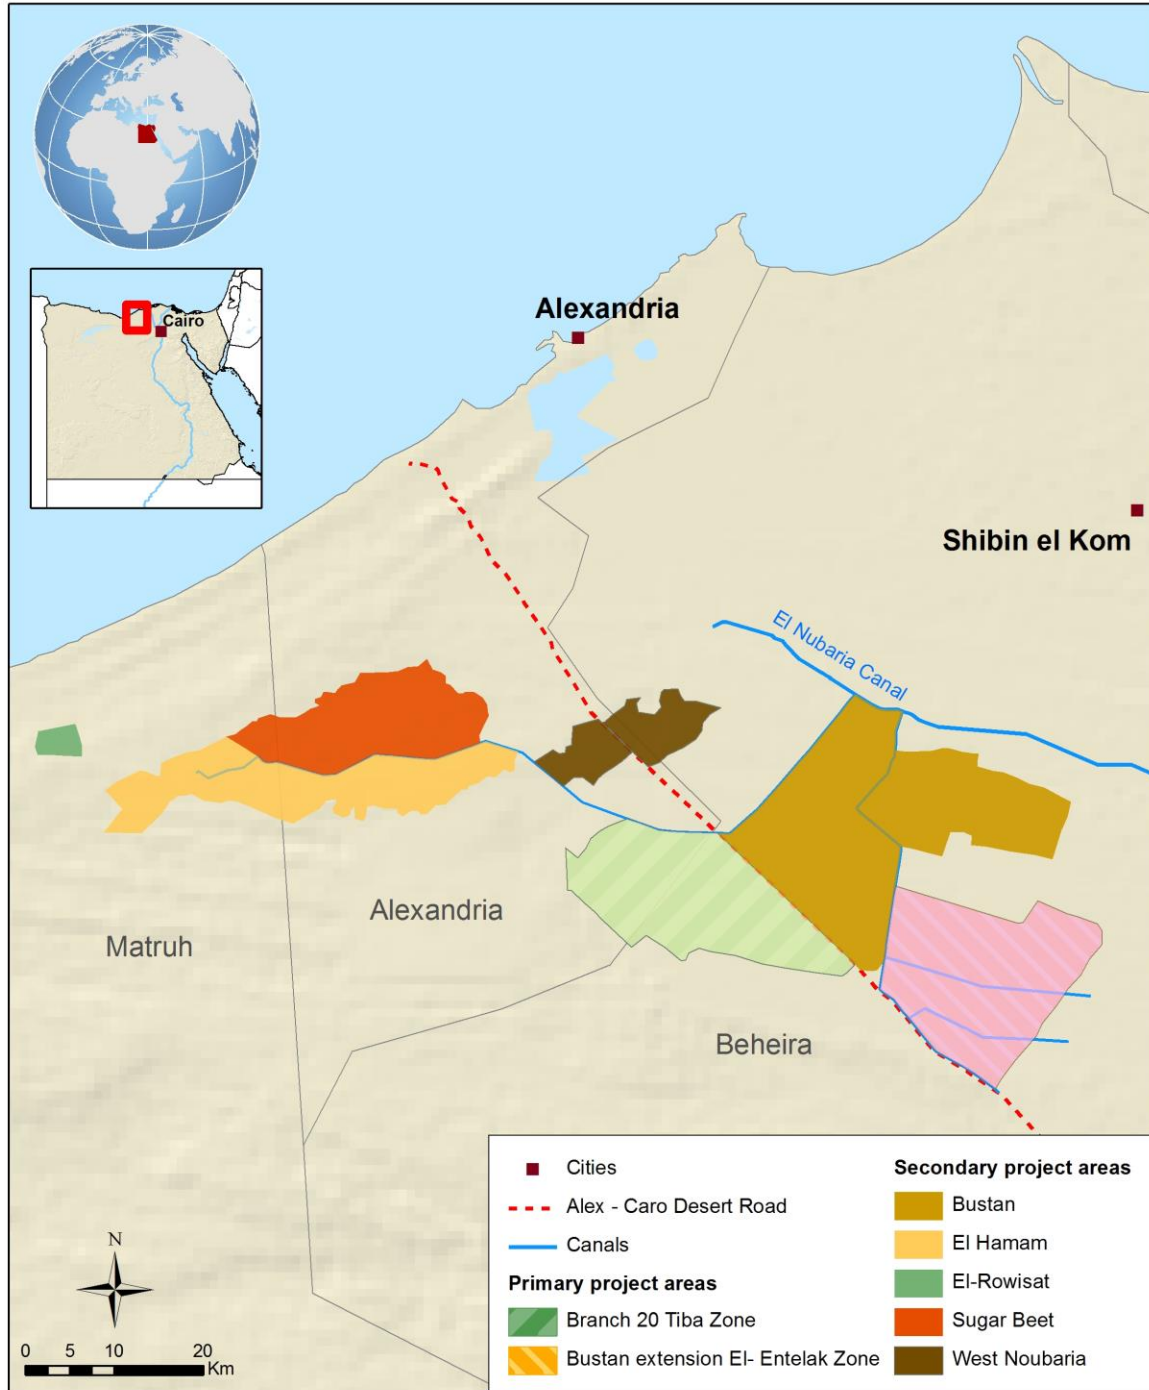 Cairo
Alexandria
Shibin el Kom
El Nubaria Canal
Alexandria
Matruh
Beheira
N
0 5 10 20
Km
Cities
Alex - Caro Desert Road
Canals
Primary project areas
Branch 20 Tiba Zone
Bustan extension El- Entelak Zone
Secondary project areas
Bustan
El Hamam
El-Rowisat
Sugar Beet
West Noubaria